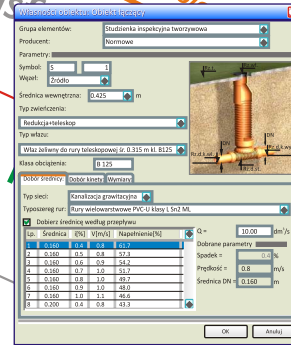 Własności obiektu: Obiekt łączący
Grupa elementów: Studzienka inspekcyjna tworzywowa
Producent: Normowe
Parametry:
Symbol: S 1
Węzeł: Źródło
Średnica wewnętrzna: 0.425 m
Typ zwieńczenia:
Redukcja+teleskop
Typ włazu:
Właz żeliwny do rury teleskopowej śr. 0.315 m kl. B125
Klasa obciążenia: B 125
Rz.t.
DN
DN
Rz.d.st.
Dobór średnicy: Dobór kinety: Wymiary:
Typ sieci: Kanalizacja grawitacyjna
Typoszereg rur: Rury wielowarstwowe PVC-U klasy L Sn2 ML
Dobierz średnicę według przepływu
Lp. Średnica i[%] V[m/s] Napełnienie[%]
1 0.160 0.4 0.8 61.7
2 0.160 0.5 0.8 57.3
3 0.160 0.6 0.9 54.2
4 0.160 0.7 1.0 51.7
5 0.160 0.8 1.0 49.7
6 0.160 0.9 1.0 48.0
7 0.160 1.0 1.1 46.6
8 0.200 0.4 0.8 43.3
Q = 10.00 dm³/s
Dobrane parametry
Spadek = 0.4 %
Prędkość = 0.8 m/s
Średnica DN = 0.160 m
OK Anuluj